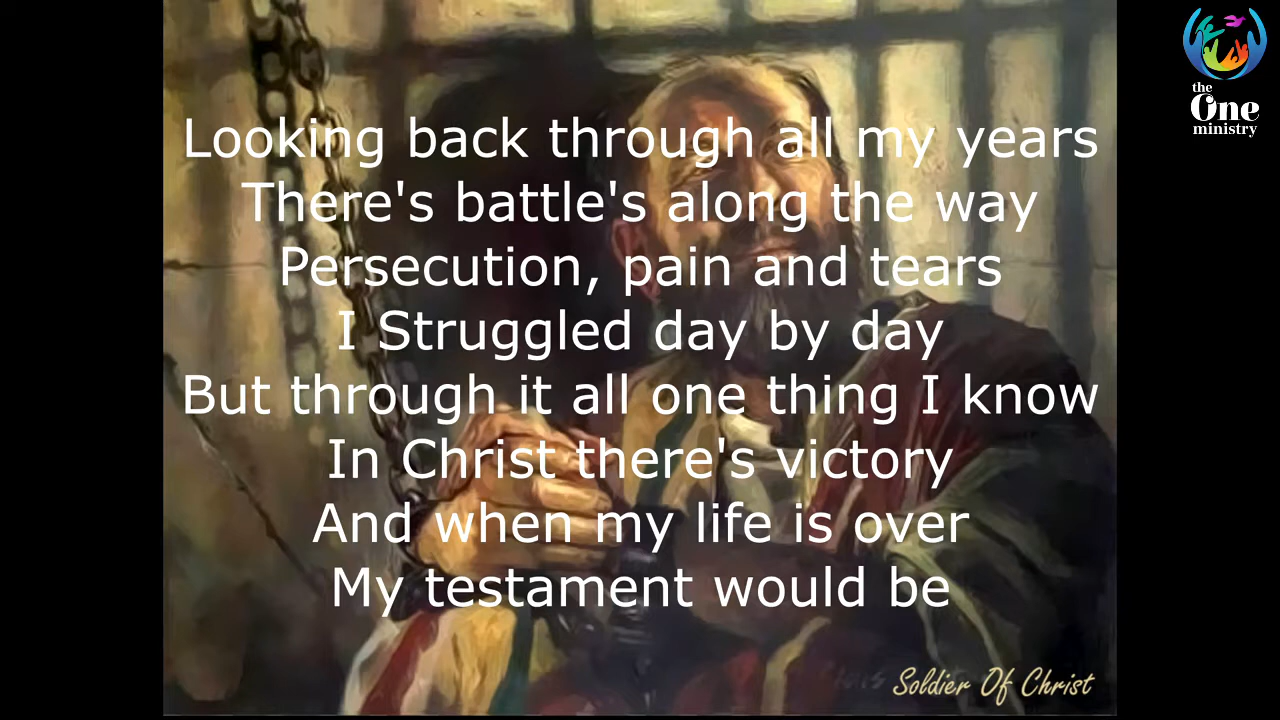 the
One
ministry
Looking back through all my years
There's battle's along the way
Persecution, pain and tears
I Struggled day by day
But through it all one thing I know
In Christ there's victory
And when my life is over
My testament would be
Soldier Of Christ